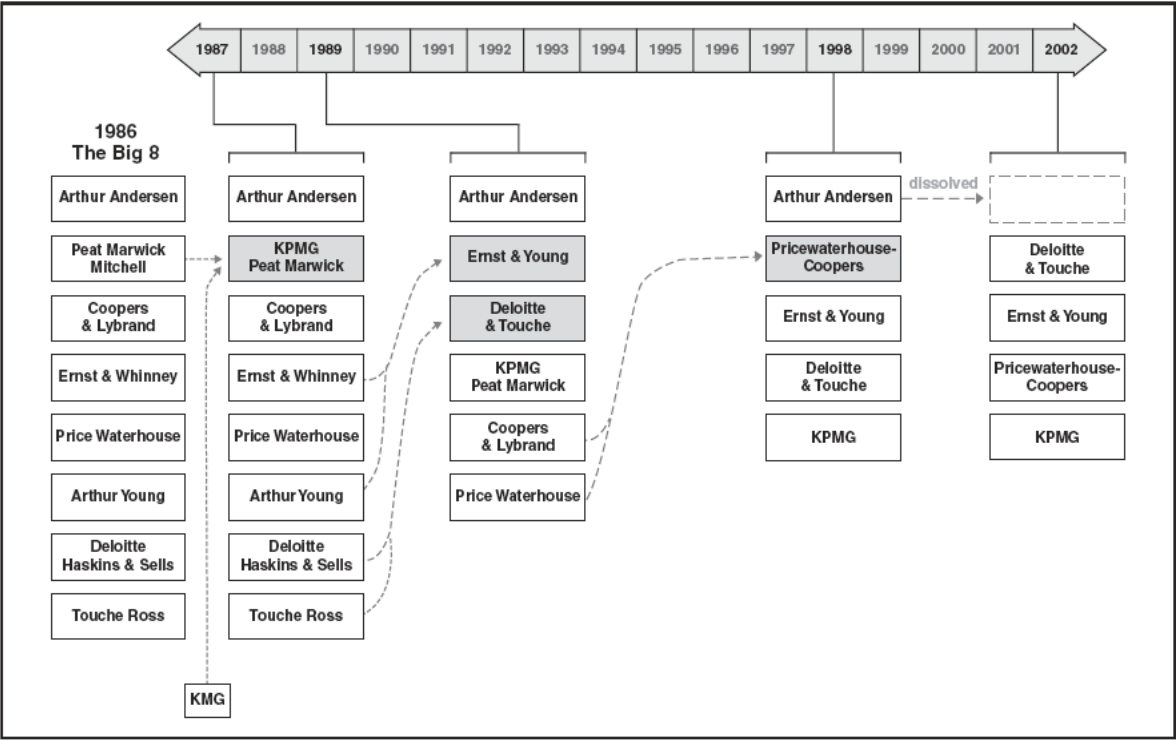 1987 1988 1989 1990 1991 1992 1993 1994 1995 1996 1997 1998 1999 2000 2001 2002
1986
The Big 8
Arthur Andersen
Peat Marwick
Mitchell
Coopers
& Lybrand
Ernst & Whinney
Price Waterhouse
Arthur Young
Deloitte
Haskins & Sells
Touche Ross
KMG
Arthur Andersen
KPMG
Peat Marwick
Coopers
& Lybrand
Ernst & Whinney
Price Waterhouse
Arthur Young
Deloitte
Haskins & Sells
Touche Ross
Arthur Andersen
Ernst & Young
Deloitte
& Touche
KPMG
Peat Marwick
Coopers
& Lybrand
Price Waterhouse
Arthur Andersen
Pricewaterhouse-
Coopers
Ernst & Young
Deloitte
& Touche
KPMG
dissolved
Deloitte
& Touche
Ernst & Young
Pricewaterhouse-
Coopers
KPMG